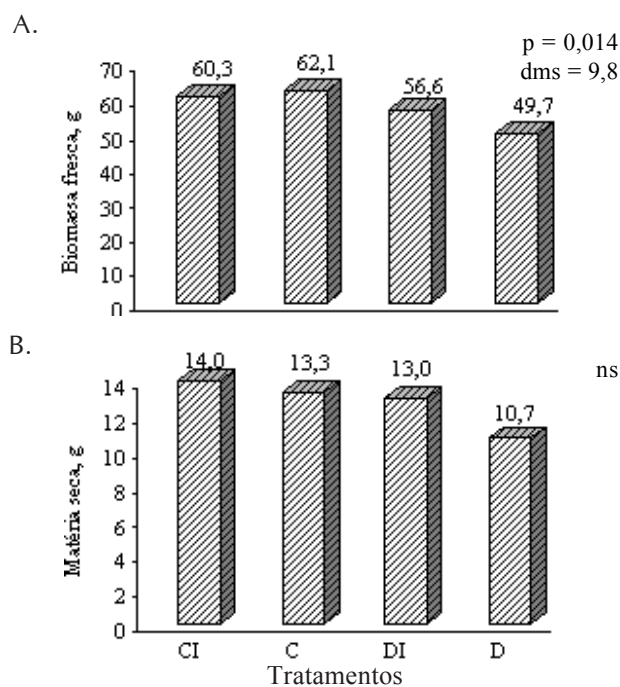 A.
p = 0,014
dms = 9,8
60,3 62,1 56,6 49,7
70
60
50
40
30
20
10
0
Biomassa fresca, g
B.
ns
14,0 13,3 13,0 10,7
14
12
10
8
6
4
2
0
Matéria seca, g
CI C DI D
Tratamentos